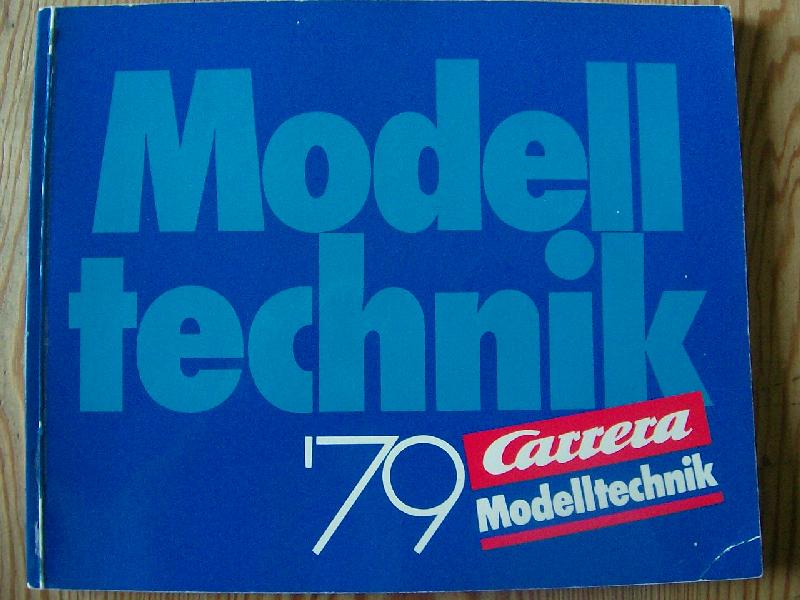 Modell
technik
'79
Carrera
Modelltechnik